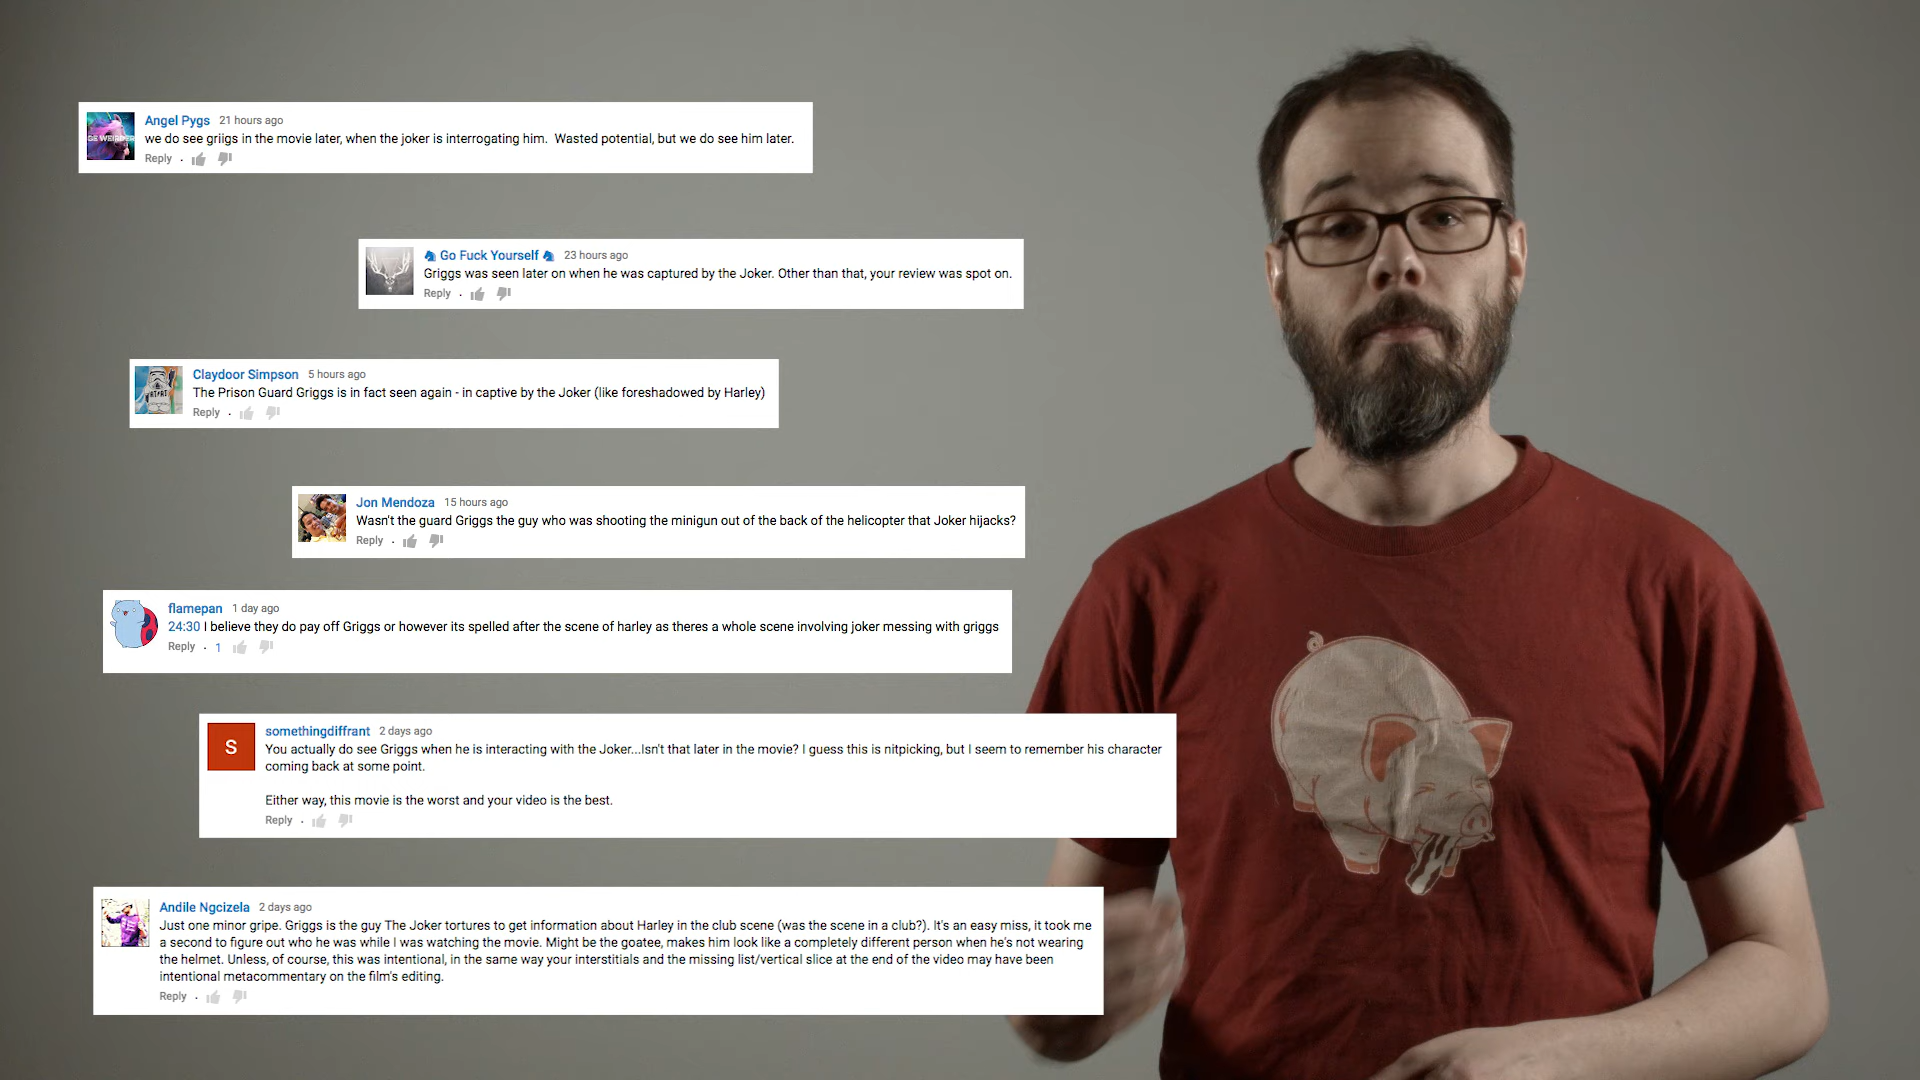 Angel Pygs 21 hours ago
we do see griigs in the movie later, when the joker is interrogating him. Wasted potential, but we do see him later.
Reply
Go Fuck Yourself 23 hours ago
Griggs was seen later on when he was captured by the Joker. Other than that, your review was spot on.
Reply
Claydoor Simpson 5 hours ago
The Prison Guard Griggs is in fact seen again - in captive by the Joker (like foreshadowed by Harley)
Reply
Jon Mendoza 15 hours ago
Wasn't the guard Griggs the guy who was shooting the minigun out of the back of the helicopter that Joker hijacks?
Reply
flamepan 1 day ago
24:30 I believe they do pay off Griggs or however its spelled after the scene of harley as theres a whole scene involving joker messing with griggs
Reply 1
S
somethingdiffrant 2 days ago
You actually do see Griggs when he is interacting with the Joker...Isn't that later in the movie? I guess this is nitpicking, but I seem to remember his character
coming back at some point.
Either way, this movie is the worst and your video is the best.
Reply
Andile Ngcizela 2 days ago
Just one minor gripe. Griggs is the guy The Joker tortures to get information about Harley in the club scene (was the scene in a club?). It's an easy miss, it took me
a second to figure out who he was while I was watching the movie. Might be the goatee, makes him look like a completely different person when he's not wearing
the helmet. Unless, of course, this was intentional, in the same way your interstitials and the missing list/vertical slice at the end of the video may have been
intentional metacommentary on the film's editing.
Reply